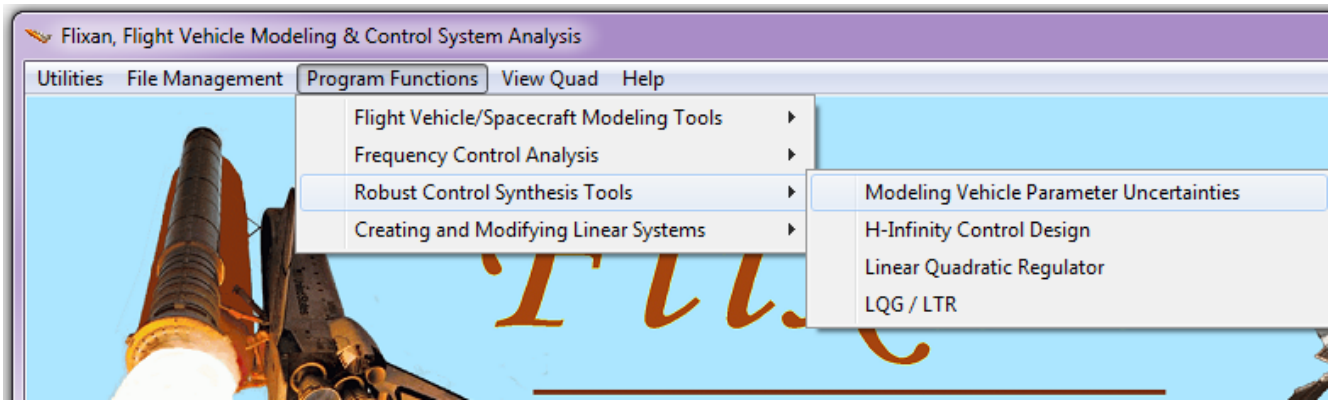 Flixan, Flight Vehicle Modeling & Control System Analysis
Utilities File Management Program Functions View Quad Help
Flight Vehicle/Spacecraft Modeling Tools
Frequency Control Analysis
Robust Control Synthesis Tools
Creating and Modifying Linear Systems
Modeling Vehicle Parameter Uncertainties
H-Infinity Control Design
Linear Quadratic Regulator
LQG / LTR